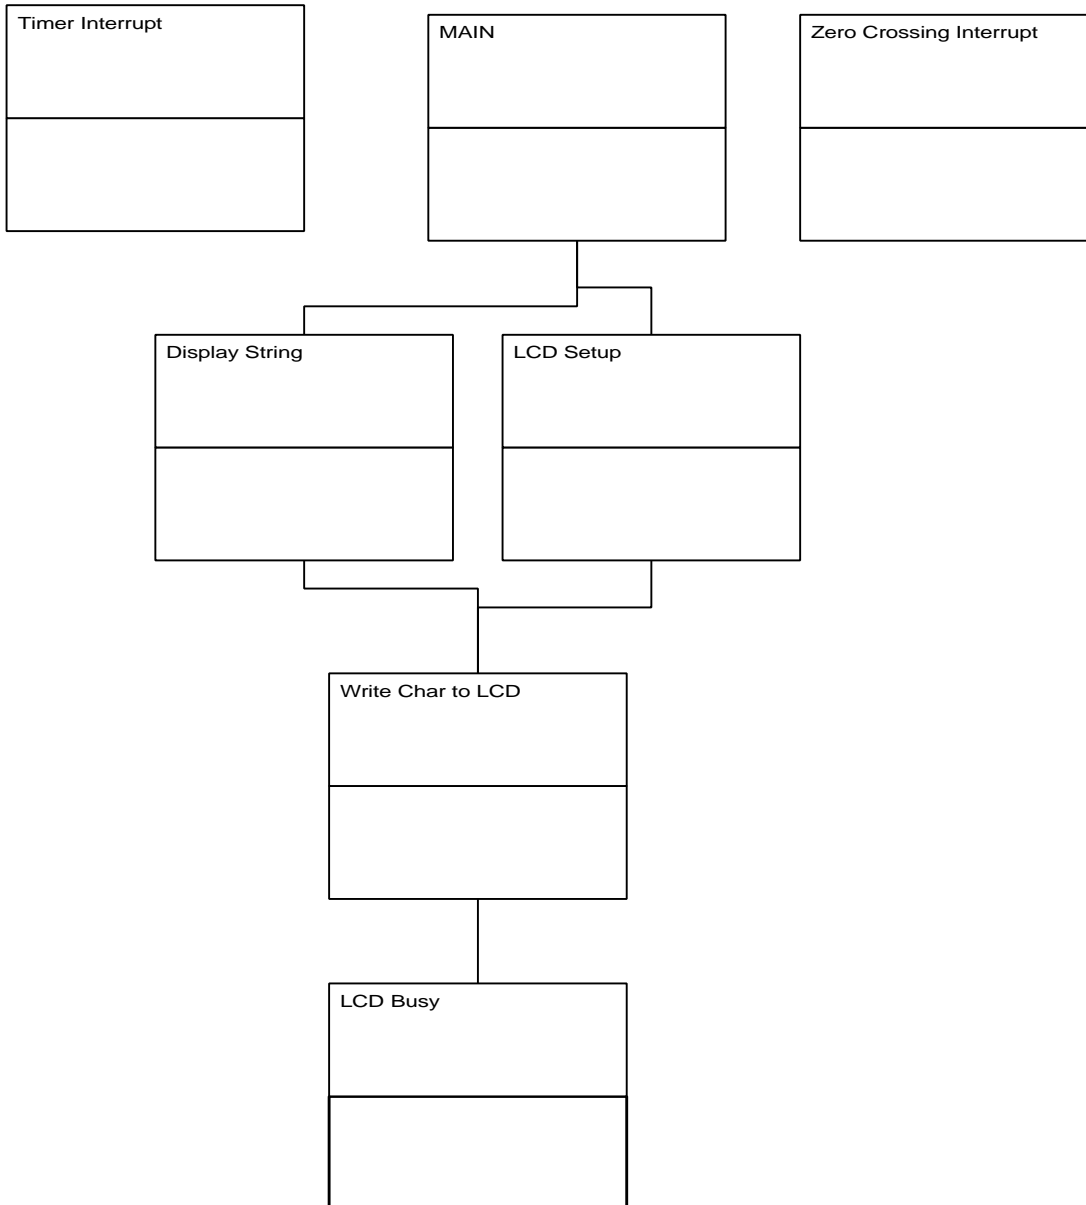 Timer Interrupt
MAIN
Zero Crossing Interrupt
Display String
LCD Setup
Write Char to LCD
LCD Busy